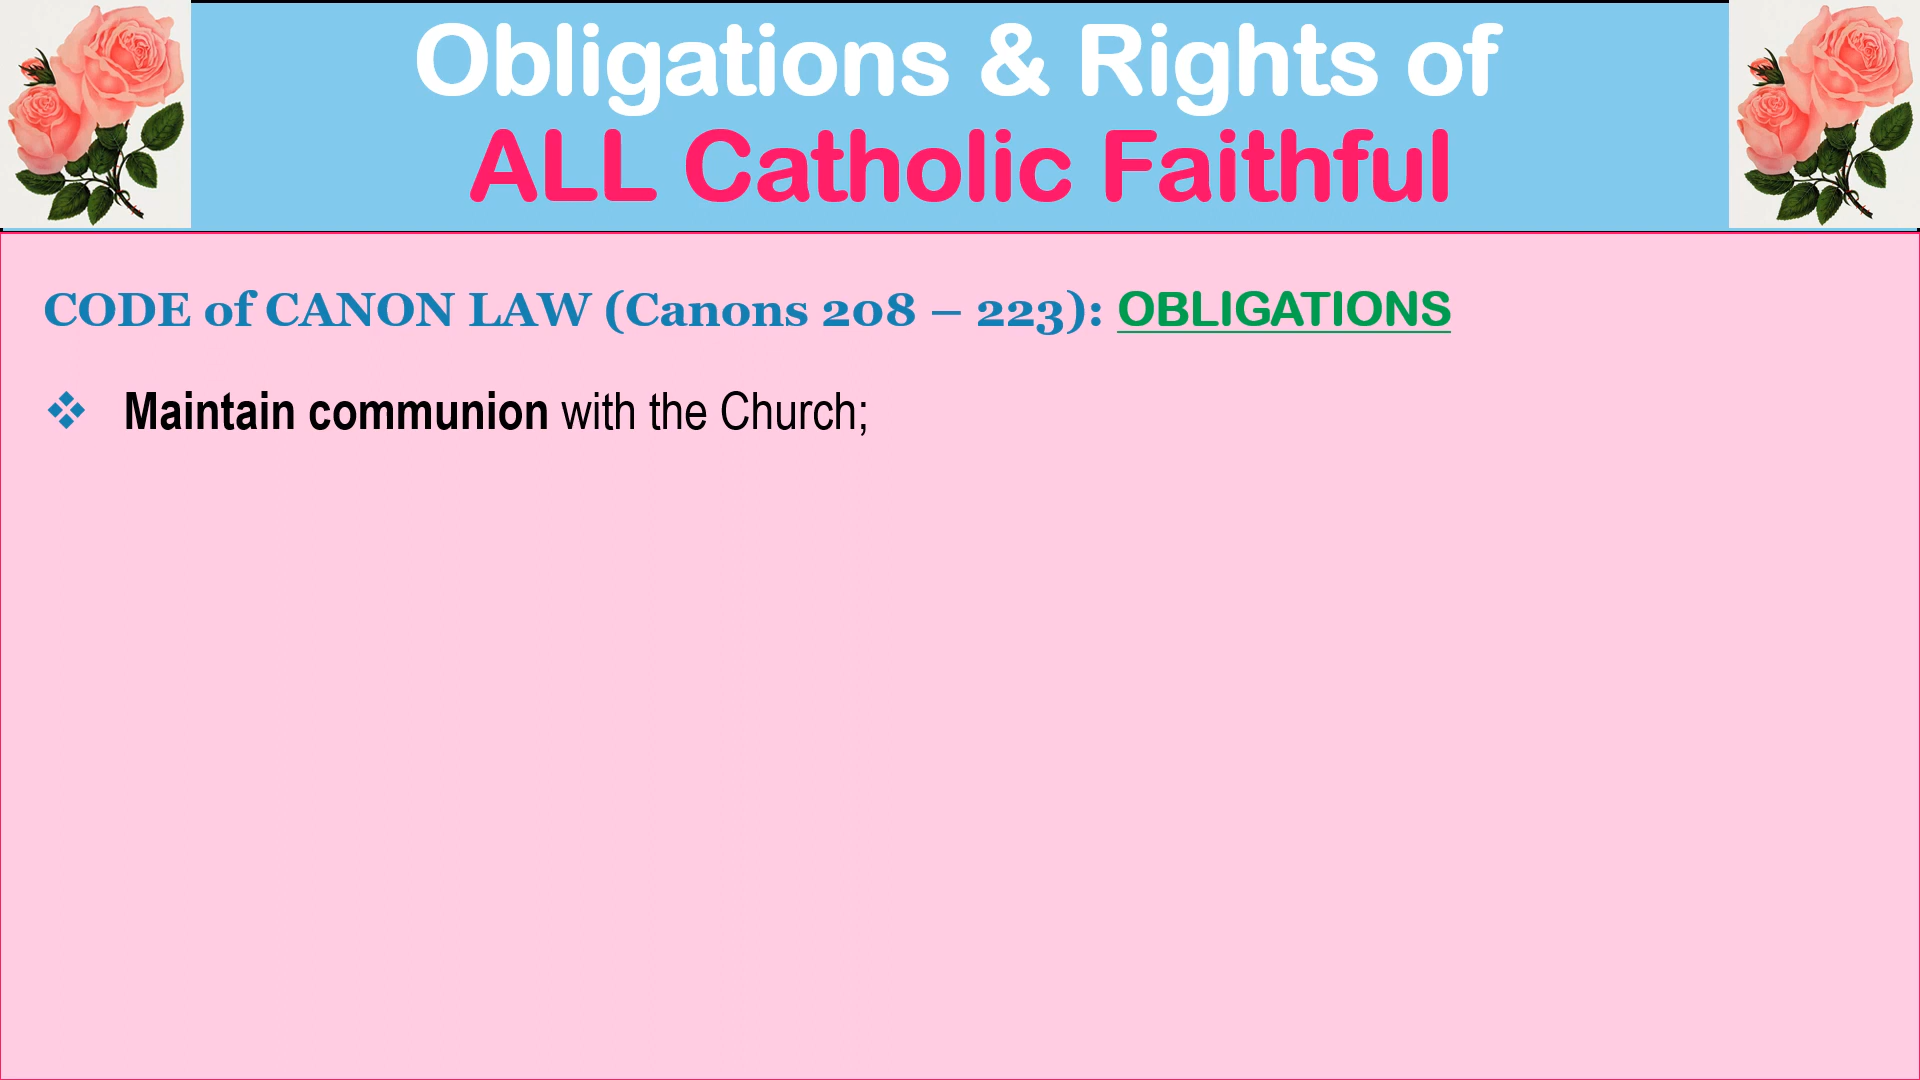 Obligations & Rights of
ALL Catholic Faithful
CODE of CANON LAW (Canons 208 – 223): OBLIGATIONS
❖ Maintain communion with the Church;